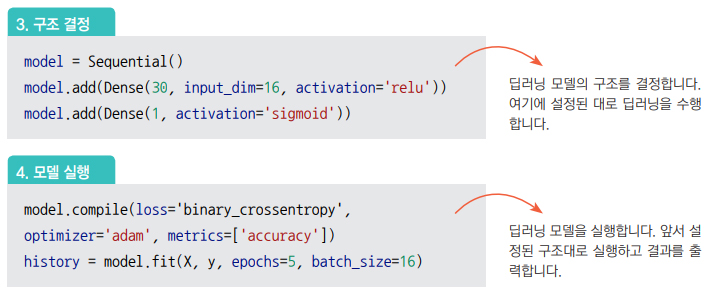 3. 구조 결정
model = Sequential()
model.add(Dense(30, input_dim=16, activation='relu'))
model.add(Dense(1, activation='sigmoid'))
딥러닝 모델의 구조를 결정합니다.
여기에 설정된 대로 딥러닝을 수행
합니다.
4. 모델 실행
model.compile(loss='binary_crossentropy',
optimizer='adam', metrics=['accuracy'])
history = model.fit(X, y, epochs=5, batch_size=16)
딥러닝 모델을 실행합니다. 앞서 설
정된 구조대로 실행하고 결과를 출
력합니다.